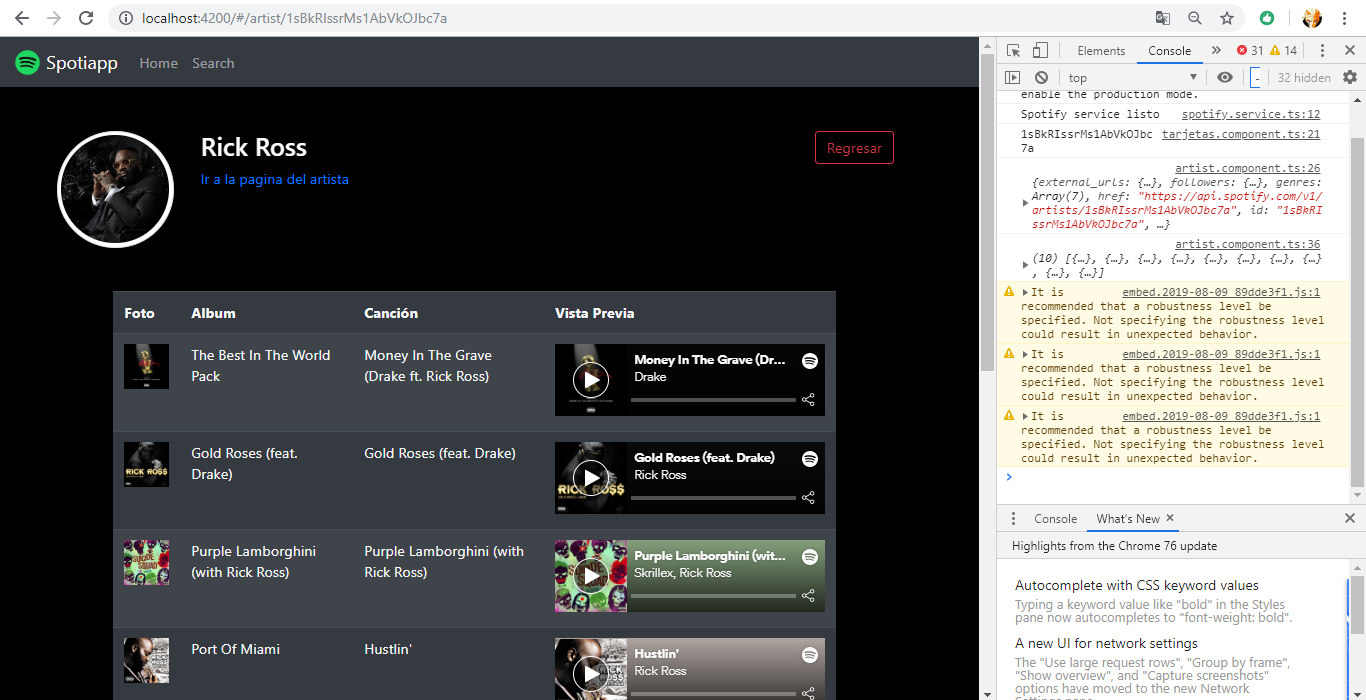 localhost:4200/#/artist/1sBkRIssrMs1AbVkOJbc7a
Spotiapp
Home
Search
Rick Ross
Ir a la pagina del artista
Regresar
Foto Album Canción Vista Previa
The Best In The World
Pack
Money In The Grave
(Drake ft. Rick Ross)
Money In The Grave (Dr...
Drake
Gold Roses (feat.
Drake)
Gold Roses (feat. Drake)
RICK RO$$
Gold Roses (feat. Drake)
Rick Ross
Purple Lamborghini
(with Rick Ross)
Purple Lamborghini (with
Rick Ross)
Purple Lamborghini (wit...
Skrillex, Rick Ross
Port Of Miami
Hustlin'
Hustlin'
Rick Ross
Elements
Console
» 31 14
top
-
32 hidden
enable the production mode.
Spotify service listo spotify.service.ts:12
1sBkRIssrMs1AbVkOJbc tarjetas.component.ts:21
7a
artist.component.ts:26
{external_urls: {…}, followers: {…}, genres:
Array(7), href: "https://api.spotify.com/v1/
artists/1sBkRIssrMs1AbVkOJbc7a", id: "1sBkRI
ssrMs1AbVkOJbc7a", …}
artist.component.ts:36
(10) [{…}, {…}, {…}, {…}, {…}, {…}, {…}, {…}
, {…}, {…}]
It is embed.2019-08-09_89dde3f1.js:1
recommended that a robustness level be
specified. Not specifying the robustness level
could result in unexpected behavior.
It is embed.2019-08-09_89dde3f1.js:1
recommended that a robustness level be
specified. Not specifying the robustness level
could result in unexpected behavior.
It is embed.2019-08-09_89dde3f1.js:1
recommended that a robustness level be
specified. Not specifying the robustness level
could result in unexpected behavior.
Console
What's New
Highlights from the Chrome 76 update
Autocomplete with CSS keyword values
Typing a keyword value like "bold" in the Styles
pane now autocompletes to "font-weight: bold".
A new UI for network settings
The "Use large request rows", "Group by frame",
"Show overview", and "Capture screenshots"
options have moved to the new Network